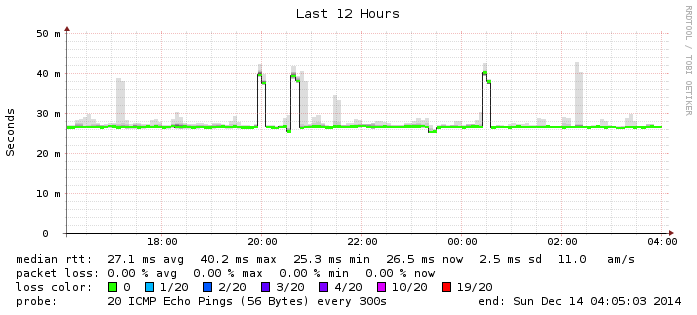 Last 12 Hours
RRDTOOL / TOBI OETIKER
Seconds
50 m
40 m
30 m
20 m
10 m
0
18:00 20:00 22:00 00:00 02:00 04:00
median rtt: 27.1 ms avg 40.2 ms max 25.3 ms min 26.5 ms now 2.5 ms sd 11.0 am/s
packet loss: 0.00 % avg 0.00 % max 0.00 % min 0.00 % now
loss color: 0 1/20 2/20 3/20 4/20 10/20 19/20
probe: 20 ICMP Echo Pings (56 Bytes) every 300s end: Sun Dec 14 04:05:03 2014